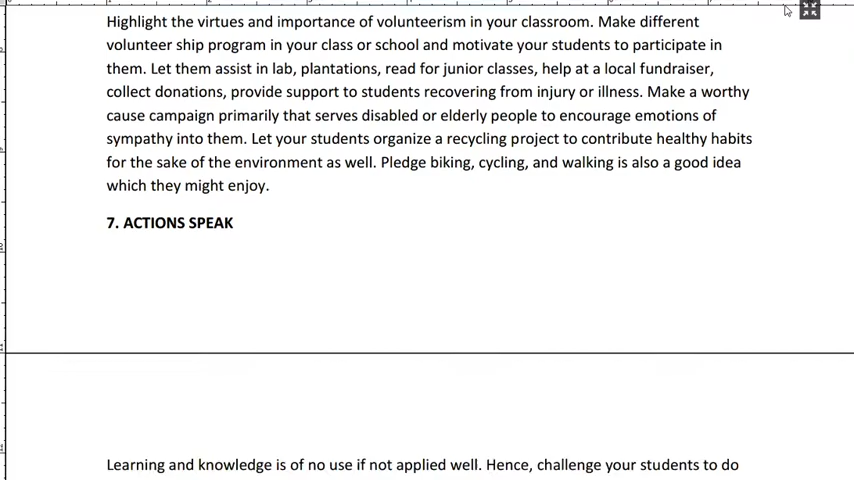 Highlight the virtues and importance of volunteerism in your classroom. Make different
volunteer ship program in your class or school and motivate your students to participate in
them. Let them assist in lab, plantations, read for junior classes, help at a local fundraiser,
collect donations, provide support to students recovering from injury or illness. Make a worthy
cause campaign primarily that serves disabled or elderly people to encourage emotions of
sympathy into them. Let your students organize a recycling project to contribute healthy habits
for the sake of the environment as well. Pledge biking, cycling, and walking is also a good idea
which they might enjoy.
7. ACTIONS SPEAK
Learning and knowledge is of no use if not applied well. Hence, challenge your students to do